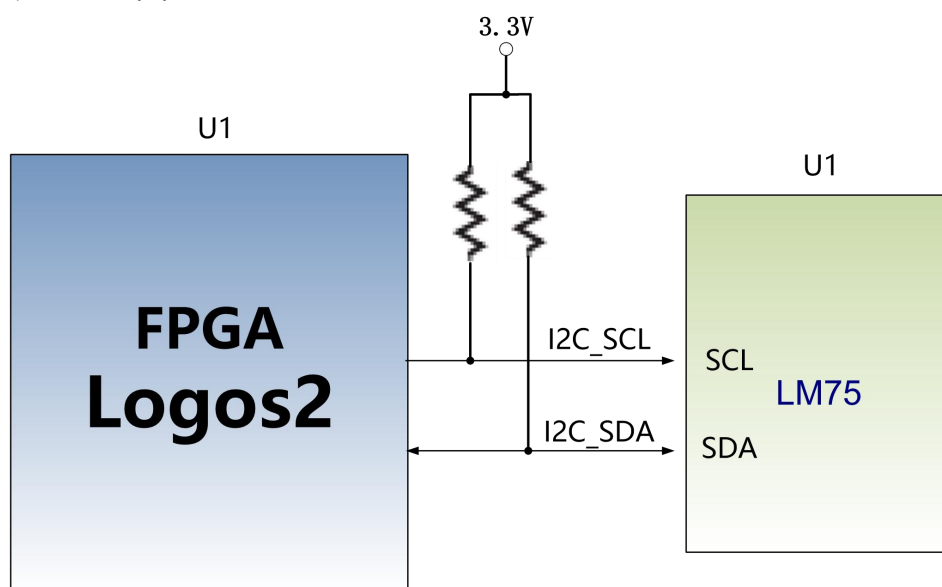 3.3V
U1
U1
FPGA
Logos2
I2C_SCL
SCL
LM75
I2C_SDA
SDA